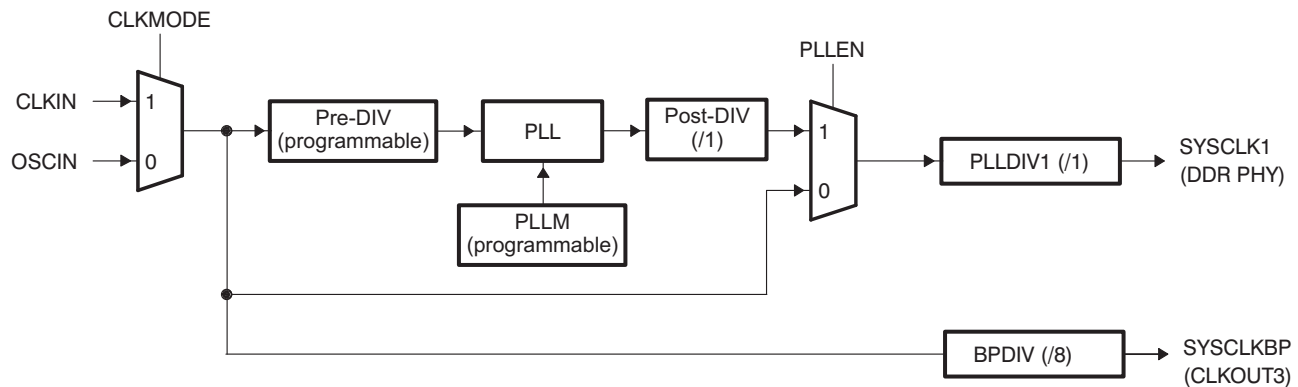 CLKMODE
PLLEN
CLKIN
1
OSCIN
0
Pre-DIV
(programmable)
PLL
Post-DIV
(/1)
1
0
PLLM
(programmable)
PLLDIV1 (/1)
SYSCLK1
(DDR PHY)
BPDIV (/8)
SYSCLKBP
(CLKOUT3)